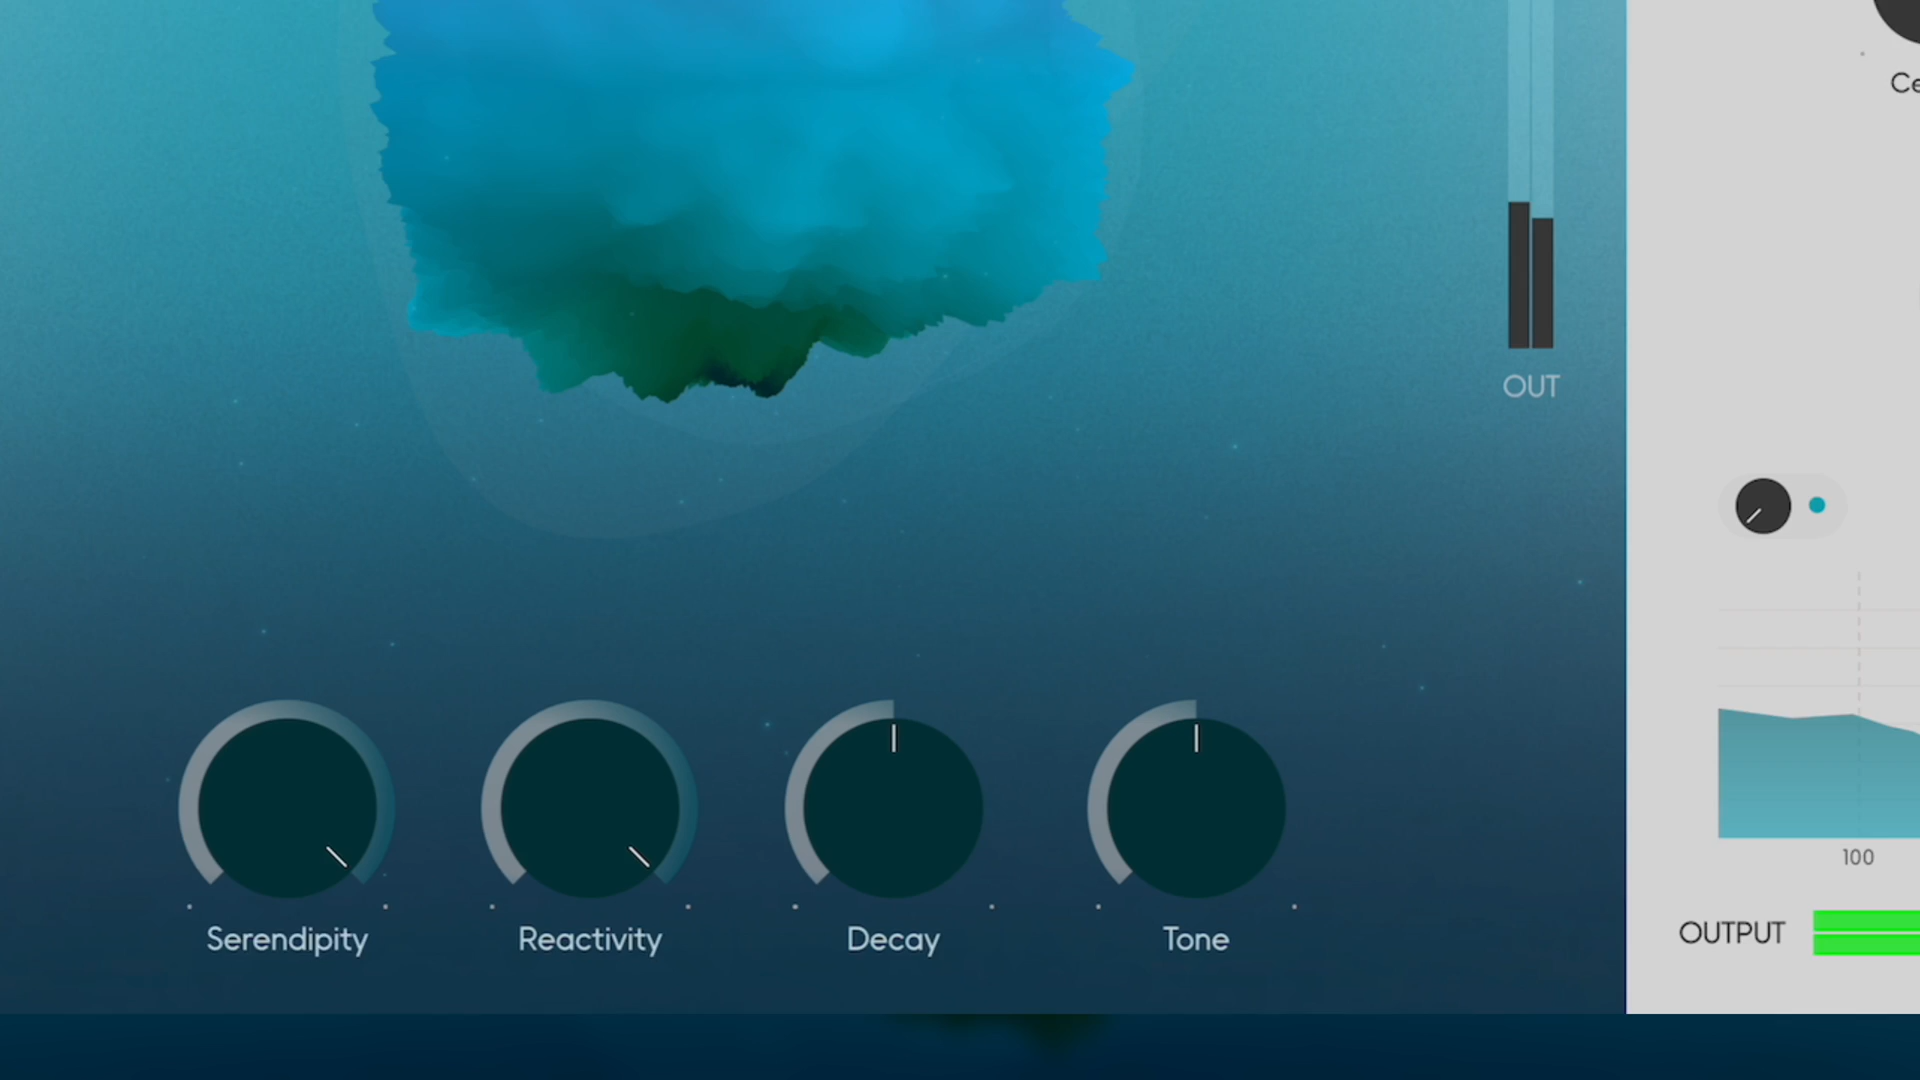 Ce
OUT
100
OUTPUT
Serendipity
Reactivity
Decay
Tone